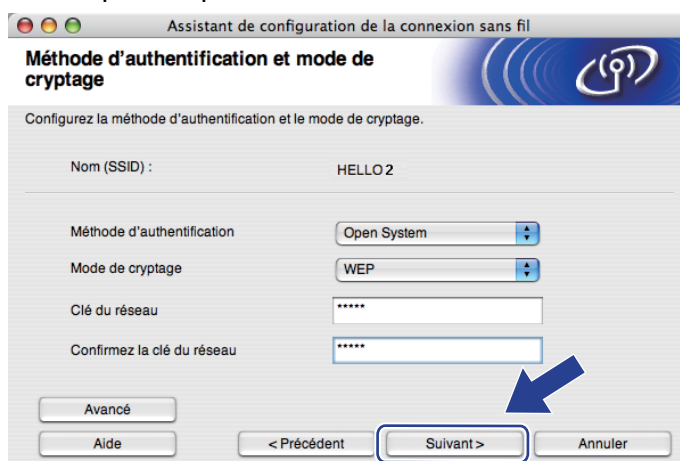 Assistant de configuration de la connexion sans fil
Méthode d'authentification et mode de
cryptage
Configurez la méthode d'authentification et le mode de cryptage.
Nom (SSID) : HELLO 2
Méthode d'authentification Open System
Mode de cryptage WEP
Clé du réseau *****
Confirmez la clé du réseau *****
Avancé
Aide < Précédent Suivant > Annuler